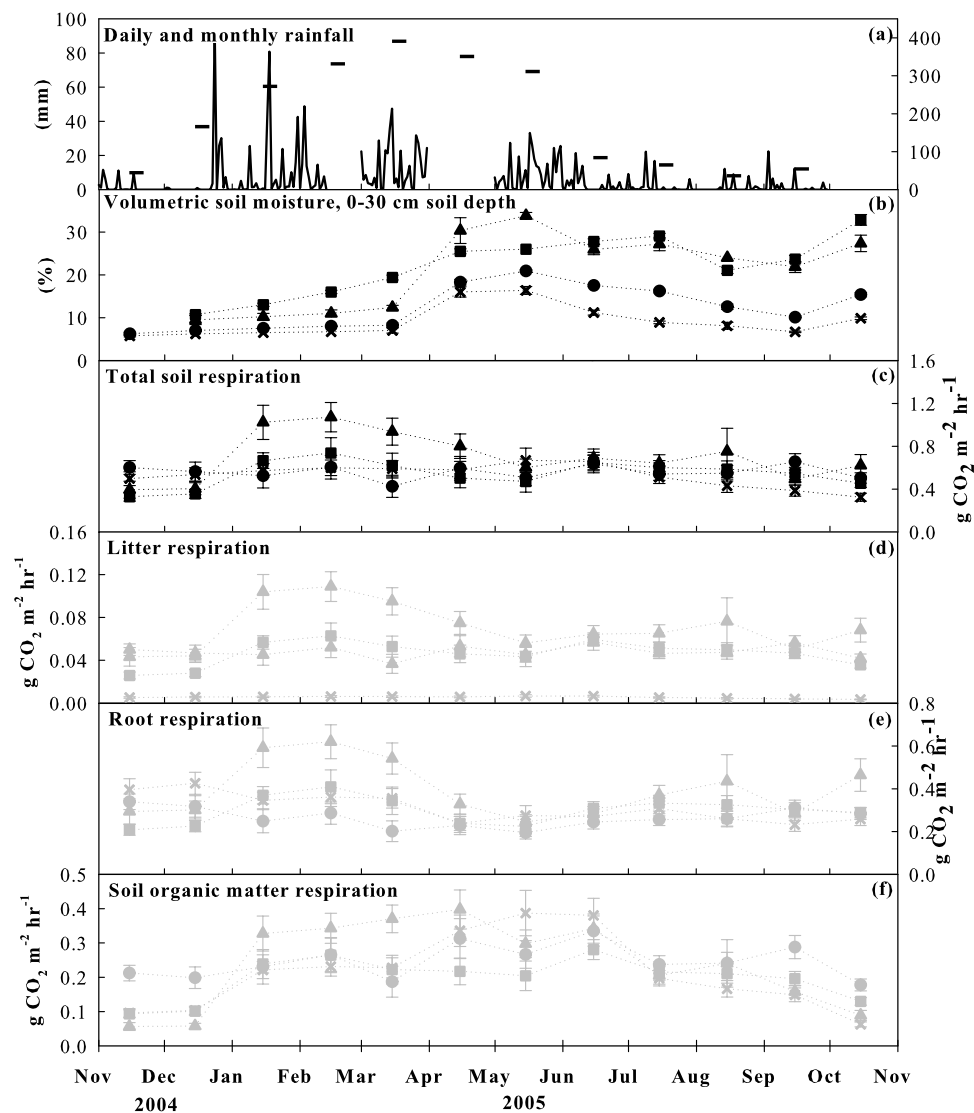 Daily and monthly rainfall
(a)
(mm)
100
80
60
40
20
0
400
300
200
100
0
Volumetric soil moisture, 0-30 cm soil depth
(b)
(%)
30
20
10
0
Total soil respiration
(c)
1.6
1.2
0.8
0.4
0.0
g CO2 m-2 hr-1
Litter respiration
(d)
g CO2 m-2 hr-1
0.16
0.12
0.08
0.04
0.00
Root respiration
(e)
0.8
0.6
0.4
0.2
0.0
g CO2 m-2 hr-1
Soil organic matter respiration
(f)
g CO2 m-2 hr-1
0.5
0.4
0.3
0.2
0.1
0.0
Nov Dec Jan Feb Mar Apr May Jun Jul Aug Sep Oct Nov
2004 2005